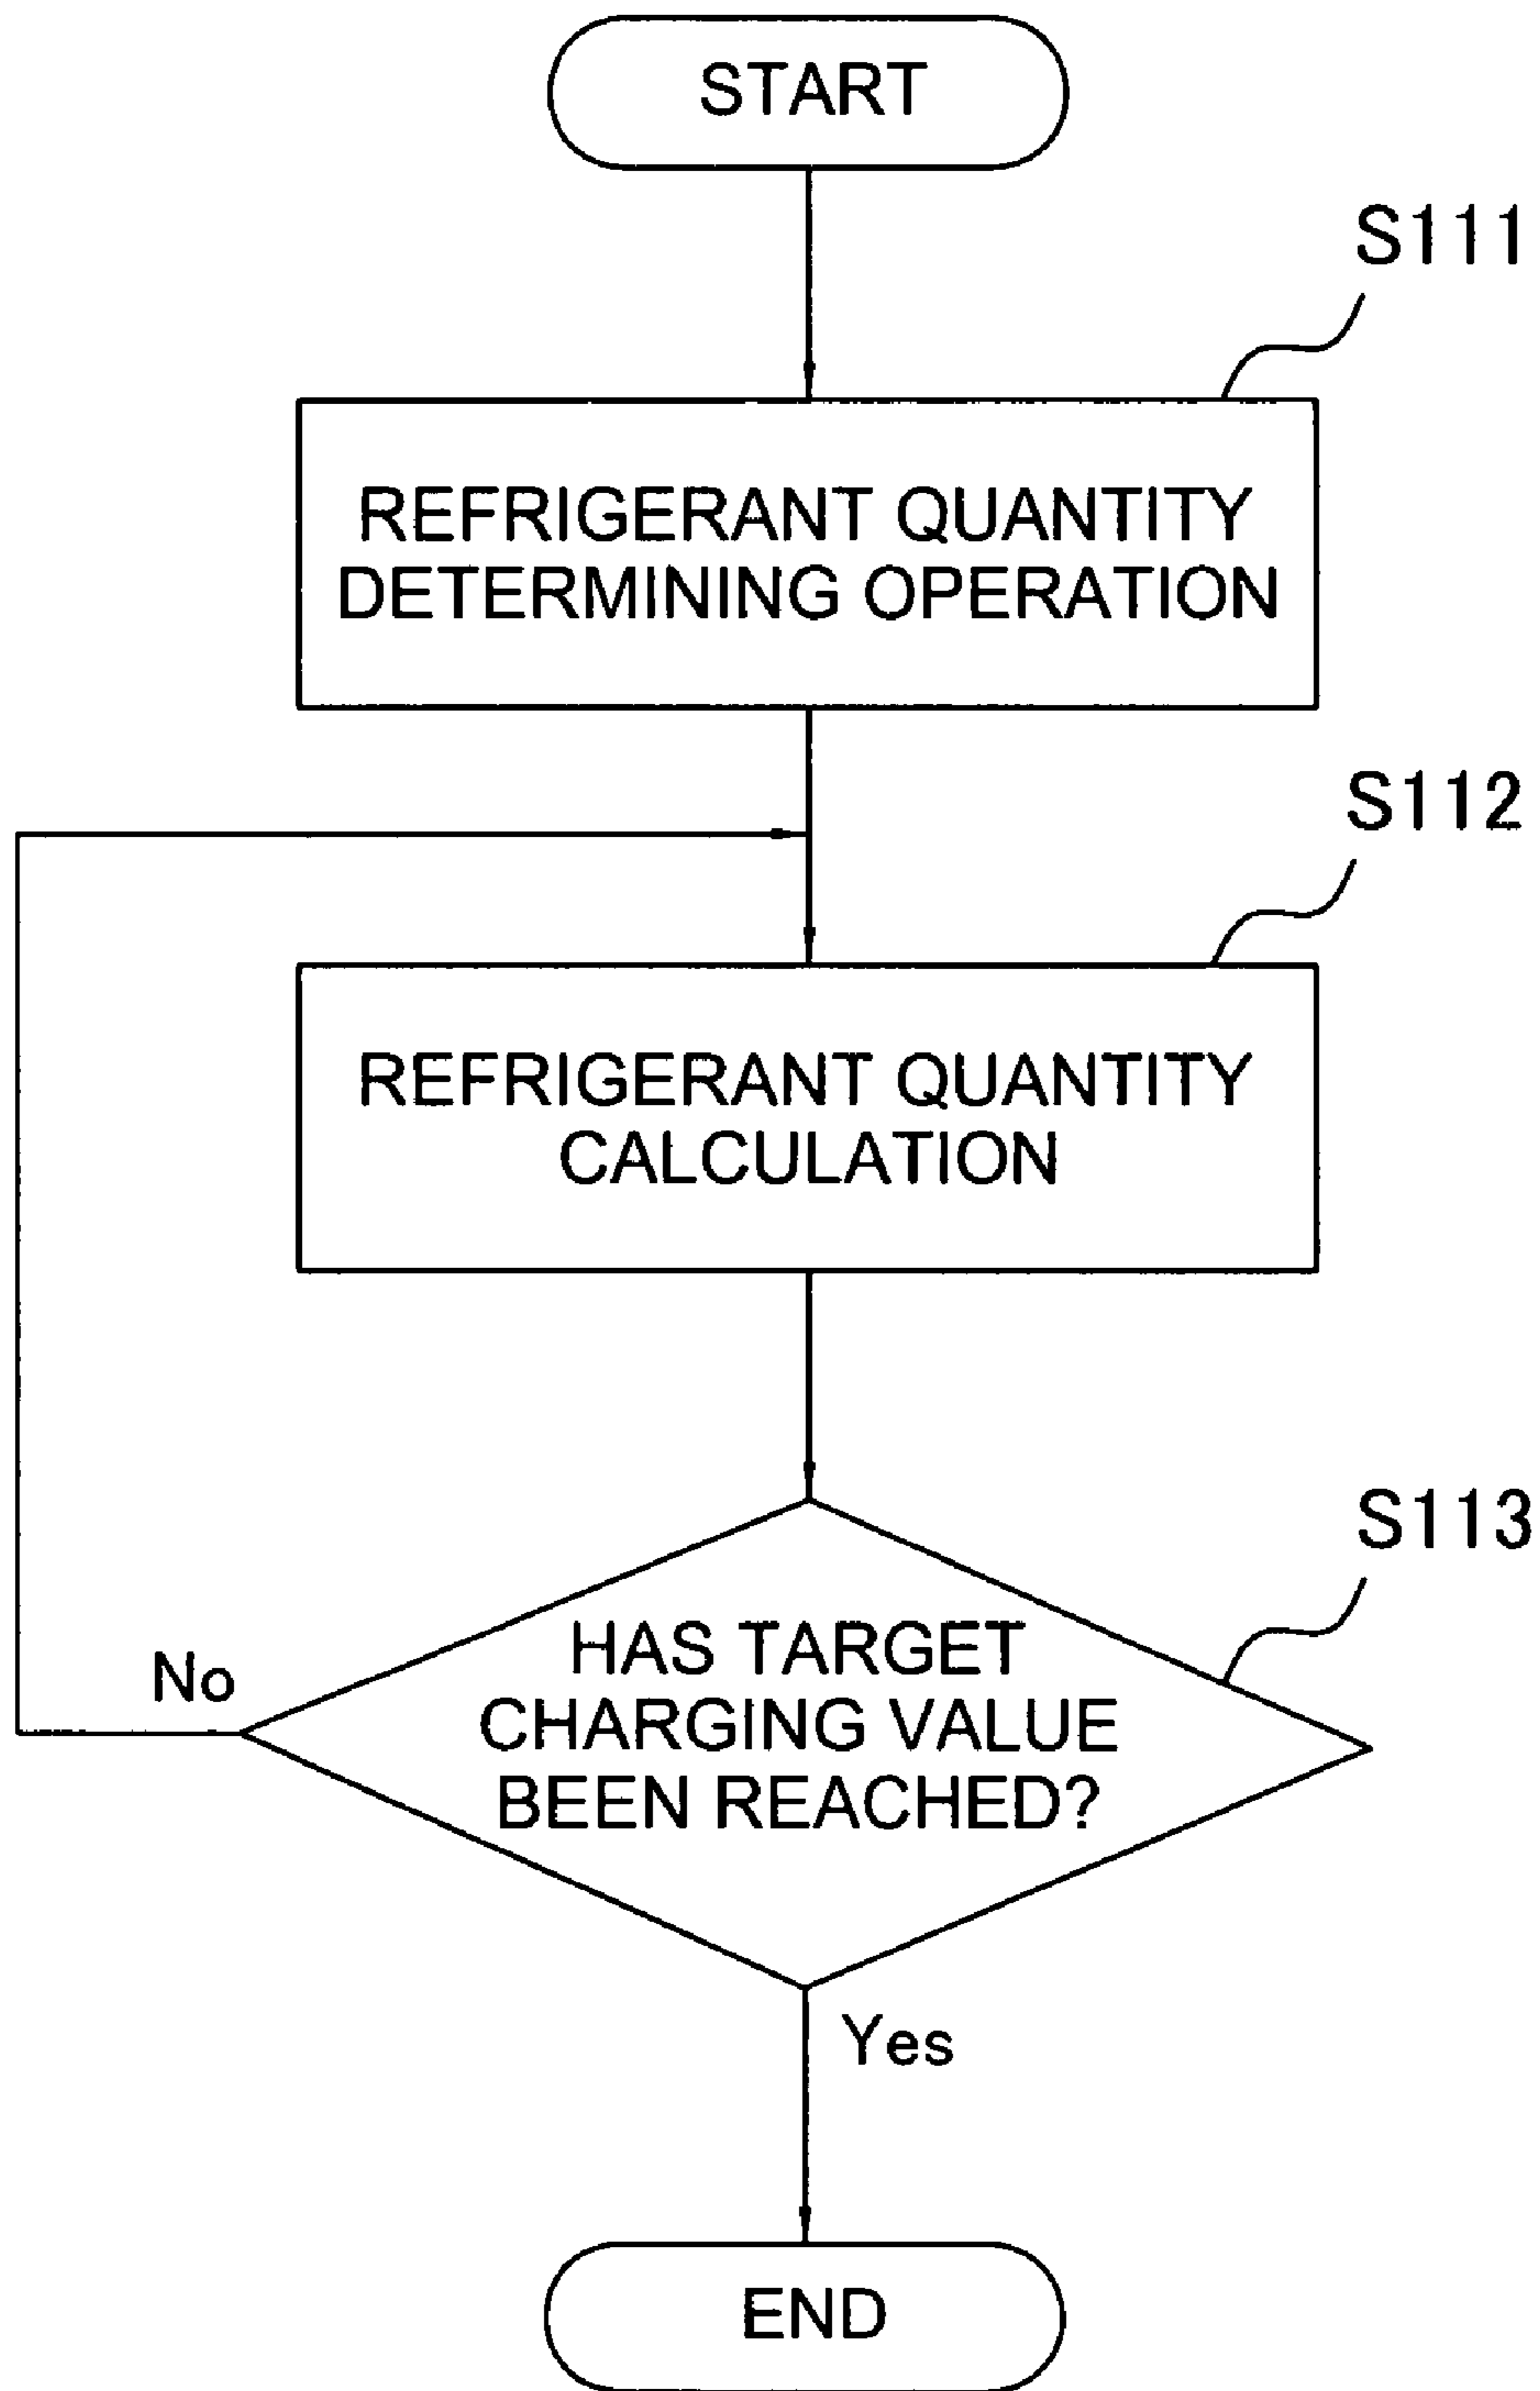 START
S111
REFRIGERANT QUANTITY
DETERMINING OPERATION
S112
REFRIGERANT QUANTITY
CALCULATION
S113
HAS TARGET
CHARGING VALUE
BEEN REACHED?
No
Yes
END